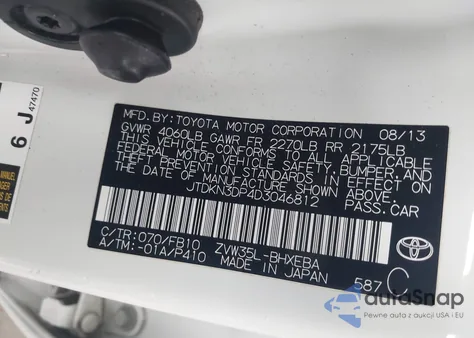 6 J 47470
MFD. BY: TOYOTA MOTOR CORPORATION 08/13
GVWR 4060LB GAWR FR 2270LB RR 2175LB
THIS VEHICLE CONFORMS TO ALL APPLICABLE
FEDERAL MOTOR VEHICLE SAFETY, BUMPER, AND
THEFT PREVENTION STANDARDS IN EFFECT ON
THE DATE OF MANUFACTURE SHOWN ABOVE.
JTDKN3DP4D3046812 PASS. CAR
C/TR: 070/FB10 ZVW35L-BHXEBA
A/TM: -01A/P410 MADE IN JAPAN 587 C
TOYOTA
autoSnap
Pewne auta z aukcji USA i EU